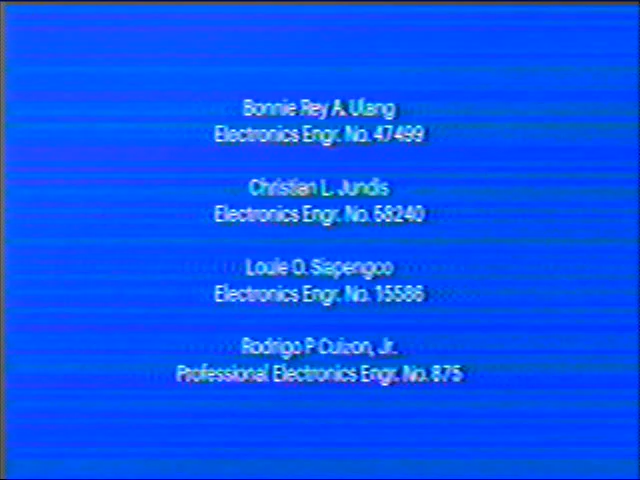 Bonnie Rey A. Ulang
Electronics Engr. No. 47499
Christian L. Jundis
Electronics Engr. No. 58240
Louie O. Sapengco
Electronics Engr. No. 15586
Rodrigo P. Cuizon, Jr.
Professional Electronics Engr. No. 875